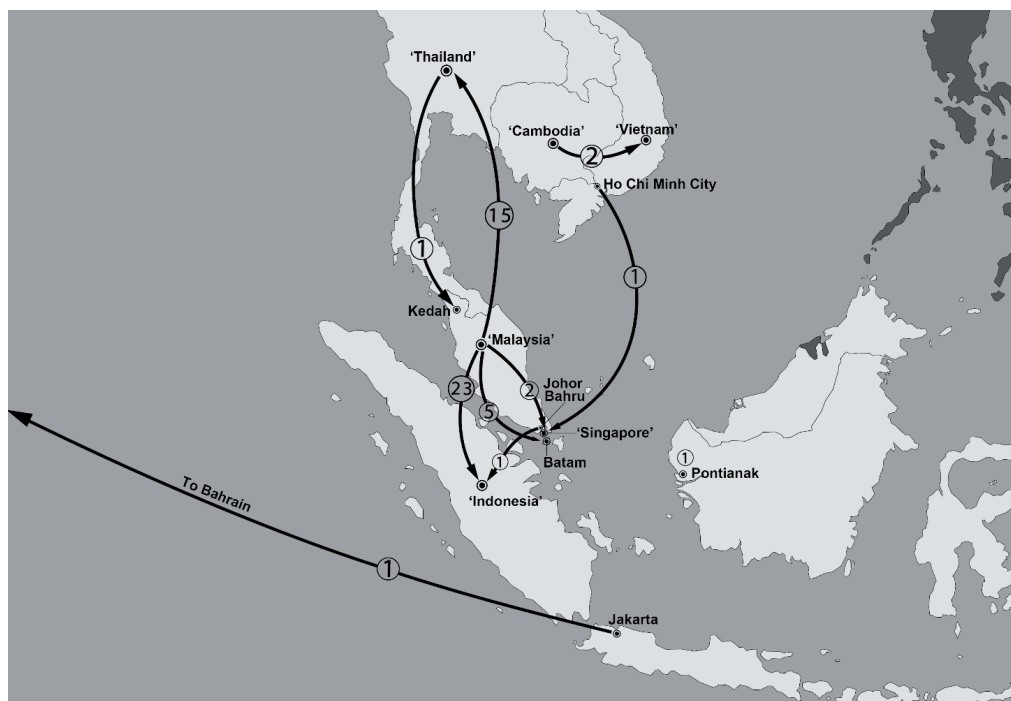 ‘Thailand’
‘Cambodia’
‘Vietnam’
2
Ho Chi Minh City
15
1
1
Kedah
‘Malaysia’
23
2
Johor
Bahru
5
‘Singapore’
1
Batam
1
Pontianak
‘Indonesia’
To Bahrain
1
Jakarta